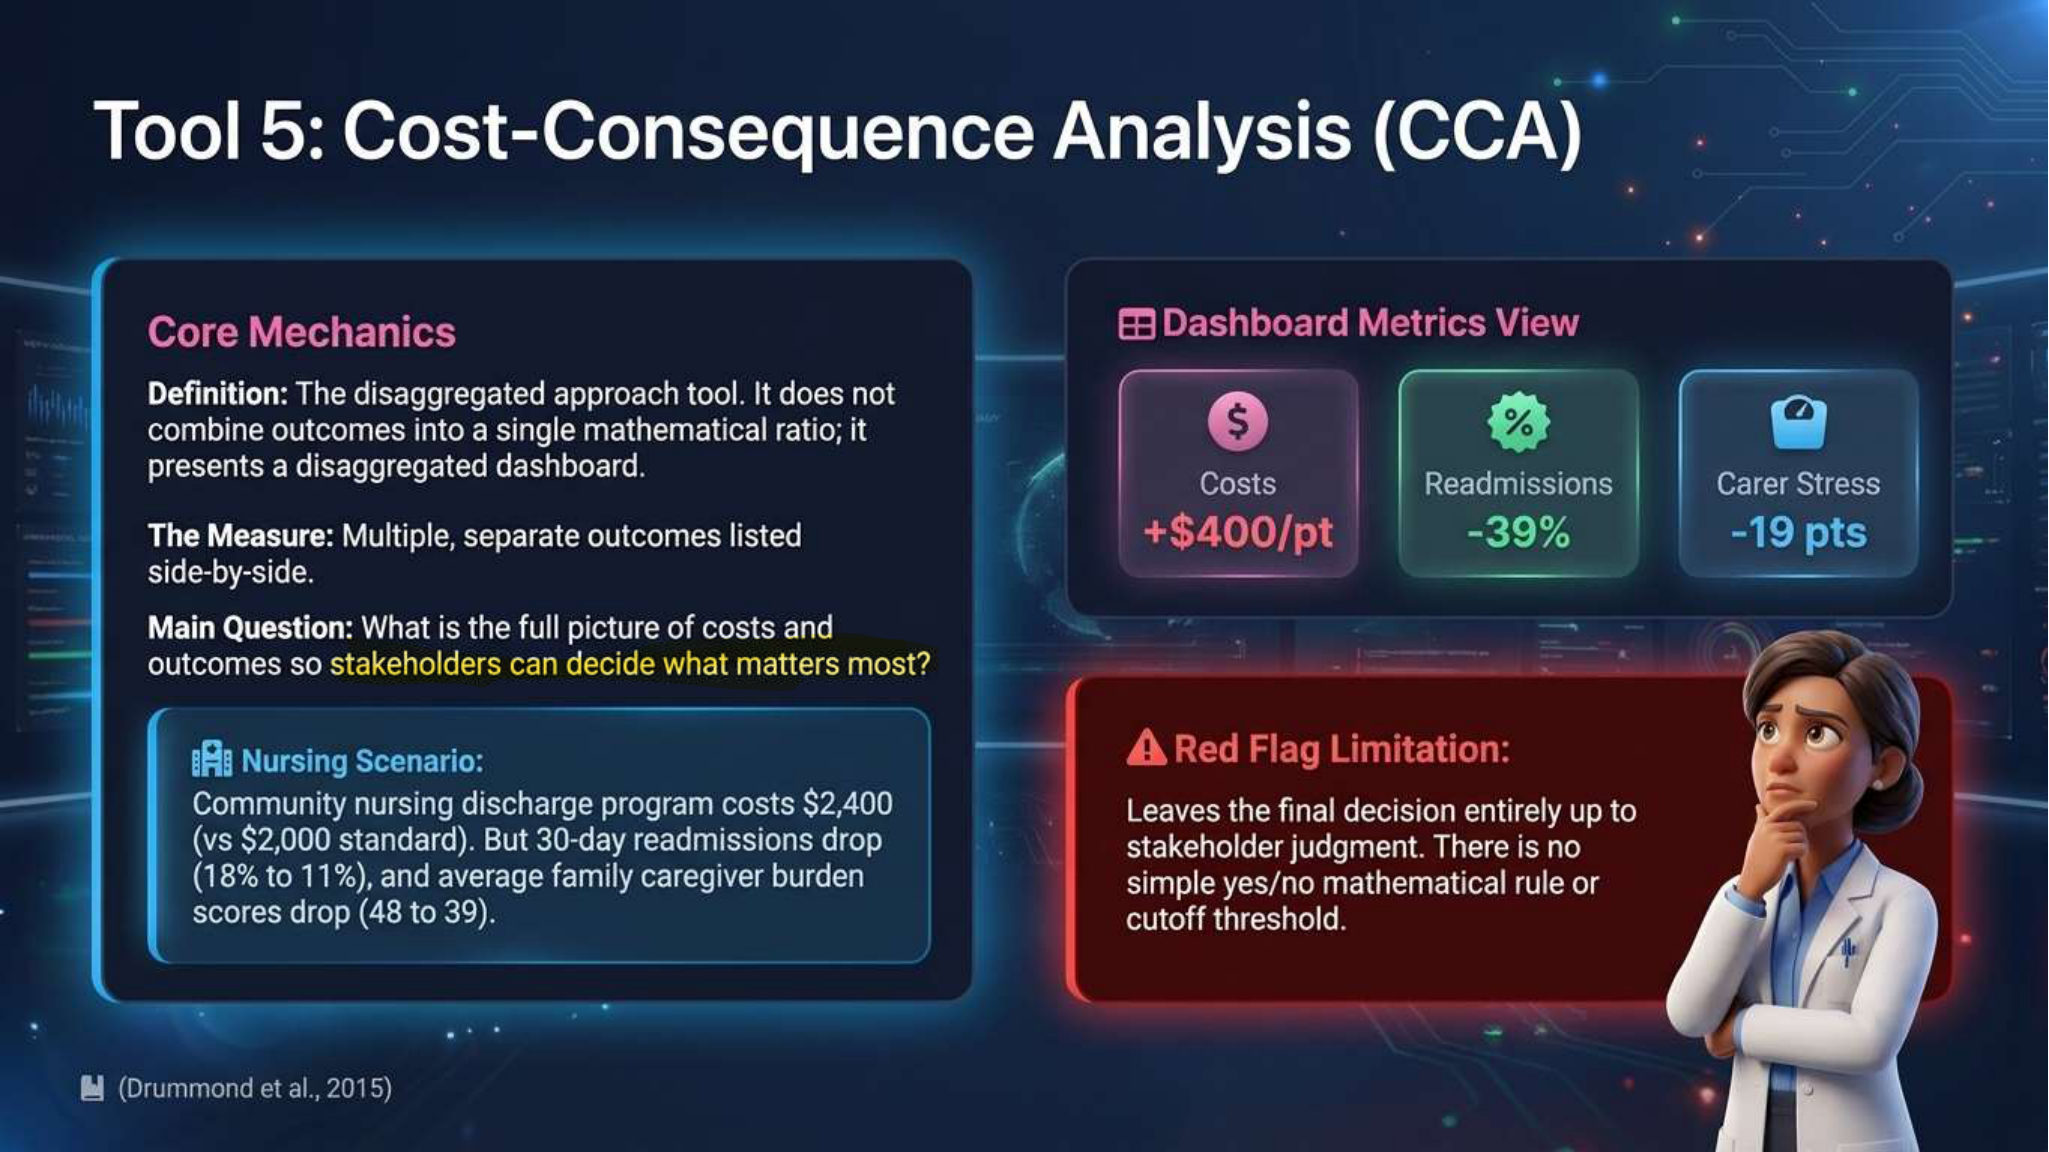 Tool 5: Cost-Consequence Analysis (CCA)
Core Mechanics
Definition: The disaggregated approach tool. It does not
combine outcomes into a single mathematical ratio; it
presents a disaggregated dashboard.
The Measure: Multiple, separate outcomes listed
side-by-side.
Main Question: What is the full picture of costs and
outcomes so stakeholders can decide what matters most?
Nursing Scenario:
Community nursing discharge program costs $2,400
(vs $2,000 standard). But 30-day readmissions drop
(18% to 11%), and average family caregiver burden
scores drop (48 to 39).
Dashboard Metrics View
Costs
+$400/pt
Readmissions
-39%
Carer Stress
-19 pts
Red Flag Limitation:
Leaves the final decision entirely up to
stakeholder judgment. There is no
simple yes/no mathematical rule or
cutoff threshold.
(Drummond et al., 2015)